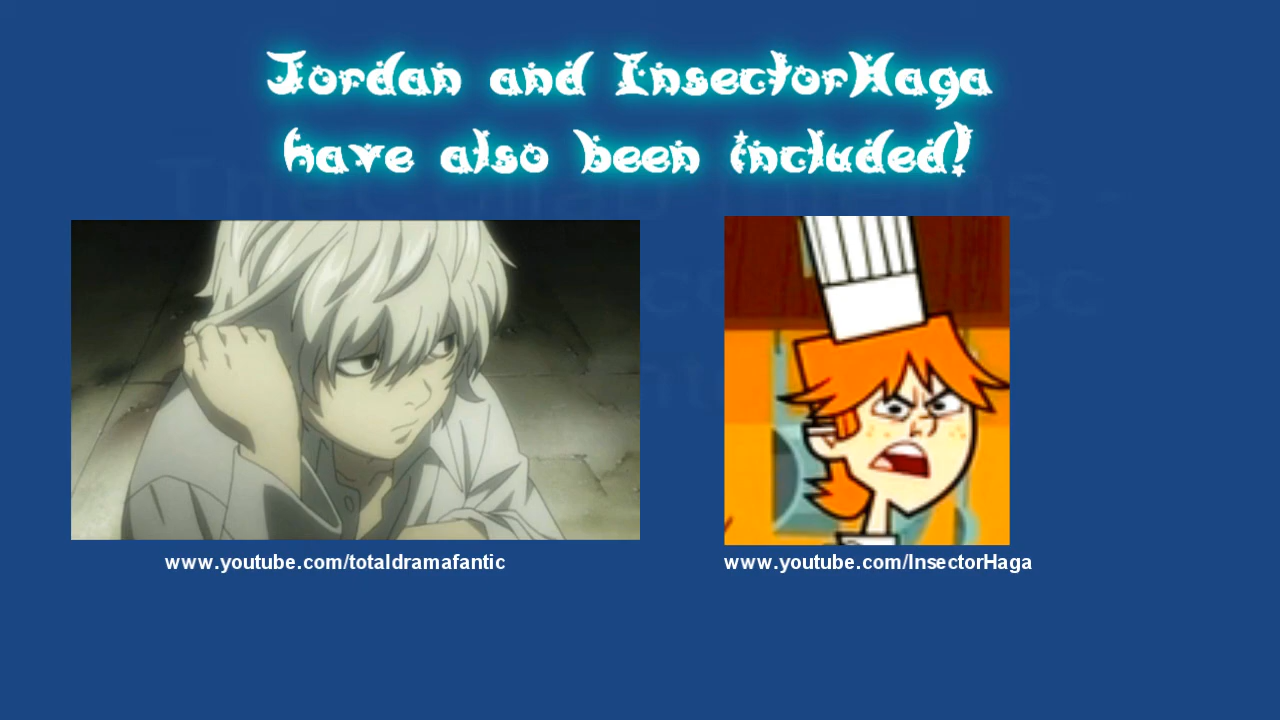 Jordan and InsectorHaga
have also been included!
www.youtube.com/totaldramafantic
www.youtube.com/InsectorHaga